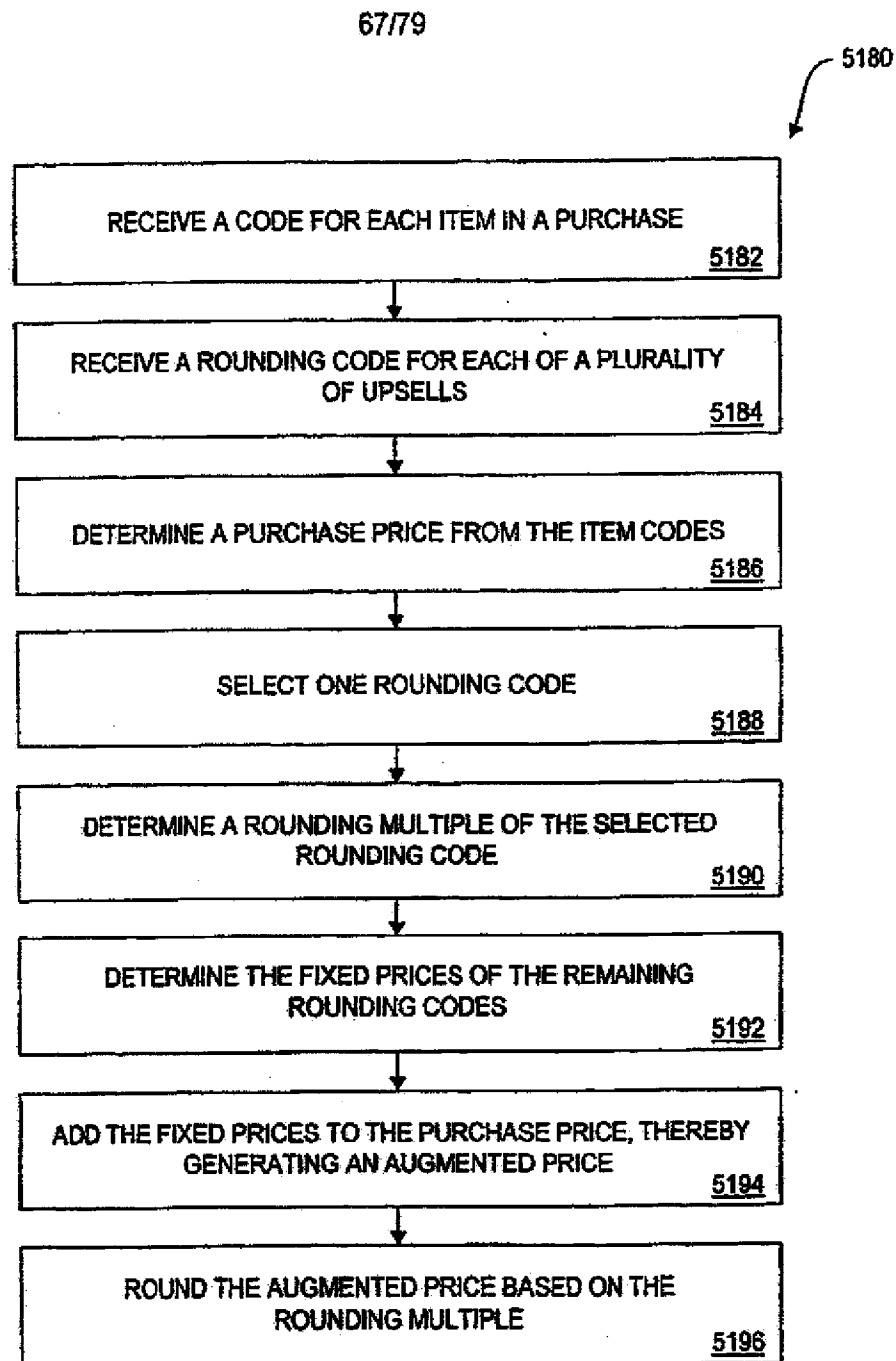 67/79
5180
RECEIVE A CODE FOR EACH ITEM IN A PURCHASE
5182
RECEIVE A ROUNDING CODE FOR EACH OF A PLURALITY
OF UPSELLS
5184
DETERMINE A PURCHASE PRICE FROM THE ITEM CODES
5186
SELECT ONE ROUNDING CODE
5188
DETERMINE A ROUNDING MULTIPLE OF THE SELECTED
ROUNDING CODE
5190
DETERMINE THE FIXED PRICES OF THE REMAINING
ROUNDING CODES
5192
ADD THE FIXED PRICES TO THE PURCHASE PRICE, THEREBY
GENERATING AN AUGMENTED PRICE
5194
ROUND THE AUGMENTED PRICE BASED ON THE
ROUNDING MULTIPLE
5196